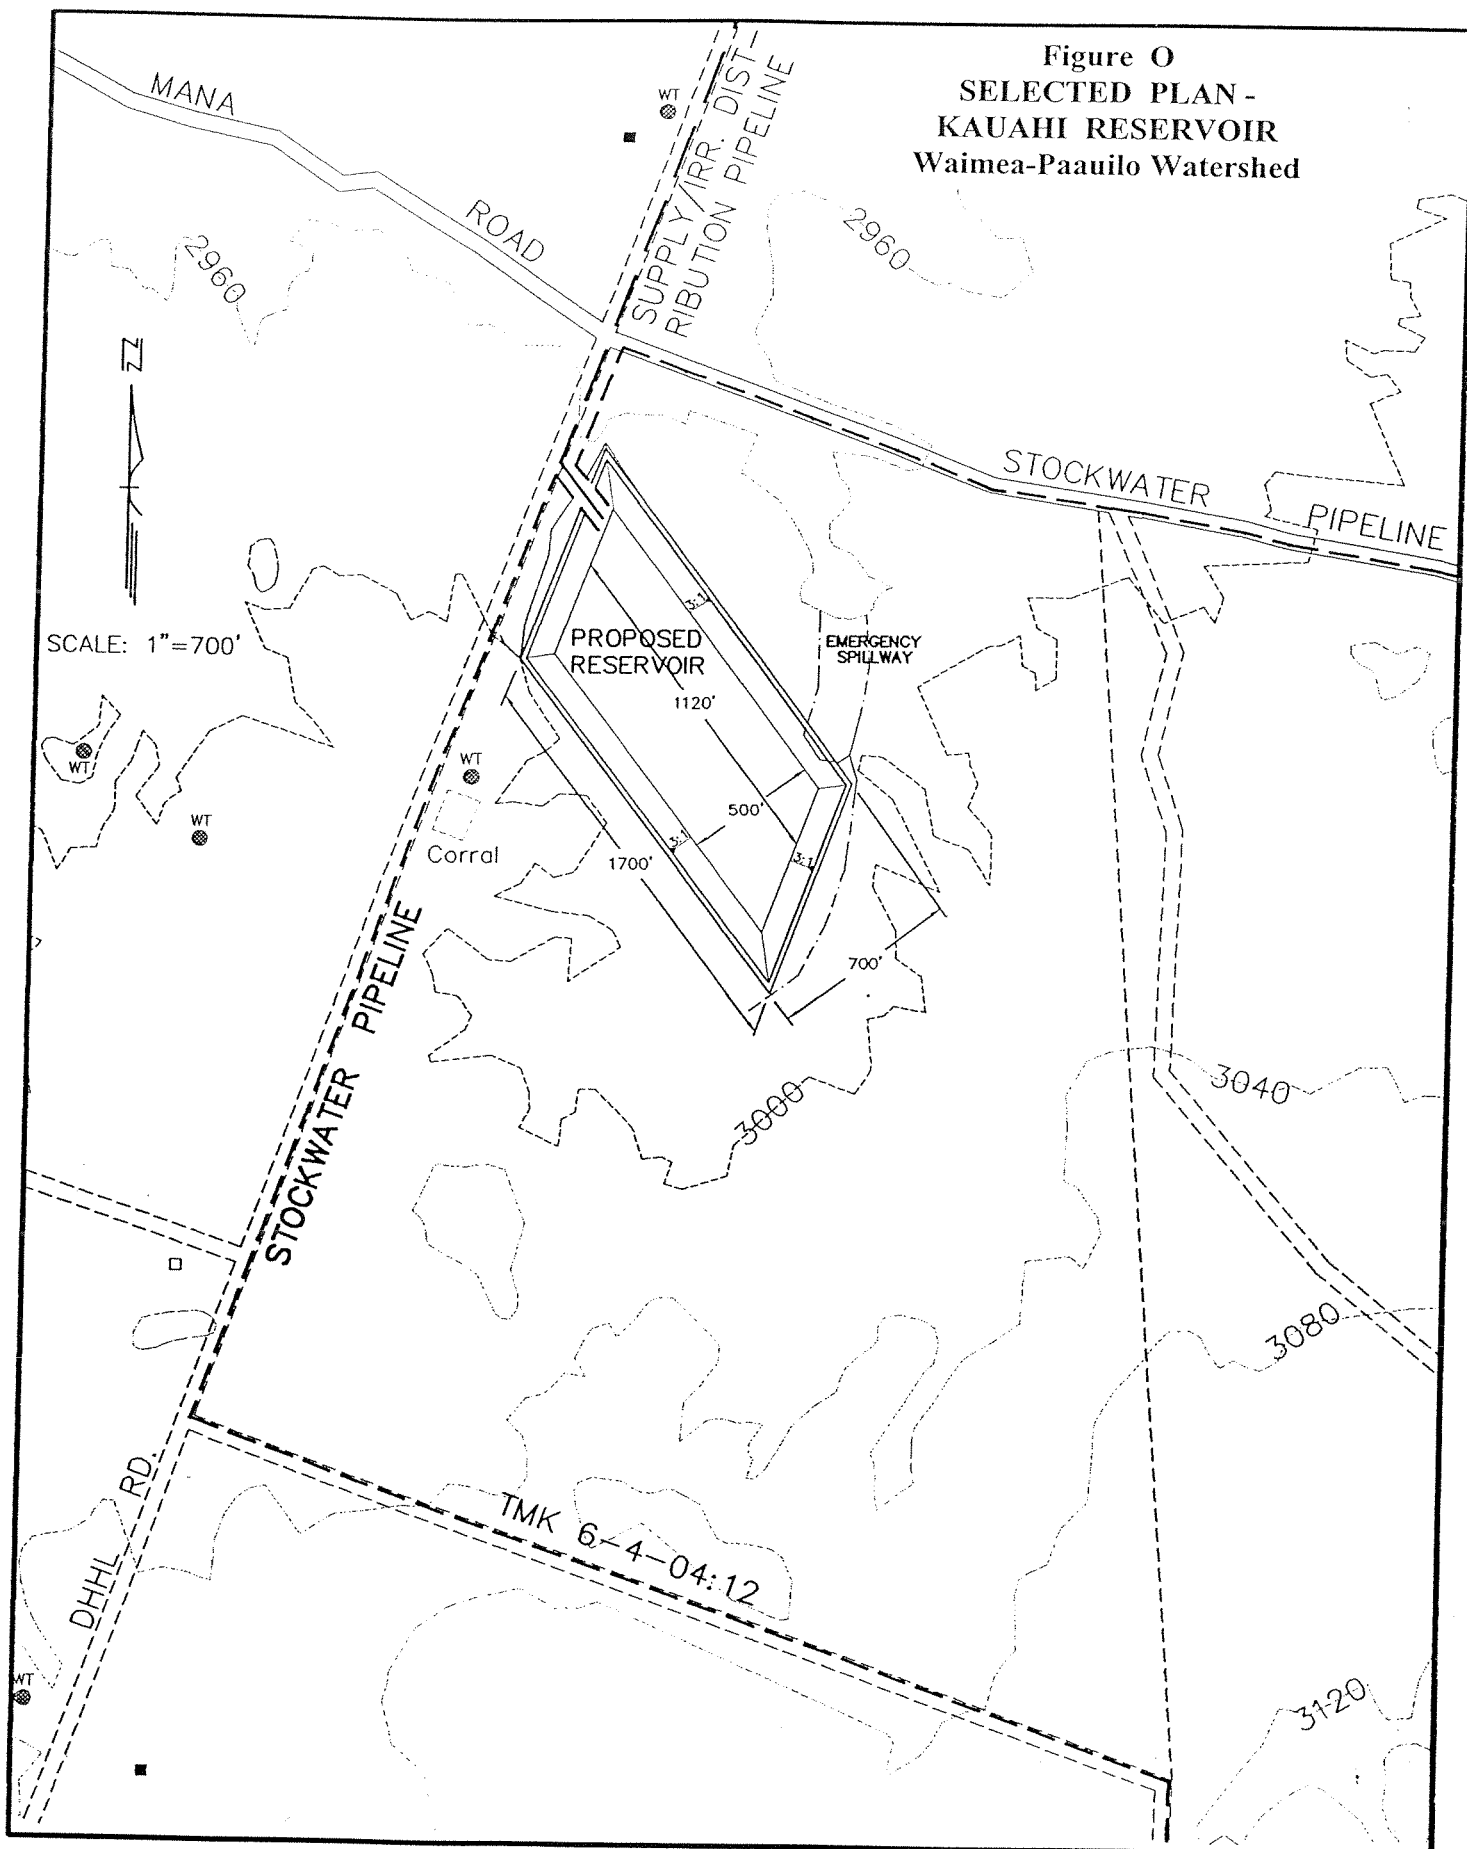 Figure O
SELECTED PLAN -
KAUAHI RESERVOIR
Waimea-Paauilo Watershed
MANA
ROAD
WT
SUPPLY/IRR. DIST-
RIBUTION PIPELINE
2960
2960
STOCKWATER
PIPELINE
SCALE: 1"=700'
PROPOSED
RESERVOIR
3:1
EMERGENCY
SPILLWAY
1120'
500'
3:1
3:1
1700'
700'
WT
WT
WT
Corral
STOCKWATER PIPELINE
3000
3040
3080
3120
DHHL RD.
TMK 6-4-04:12
WT